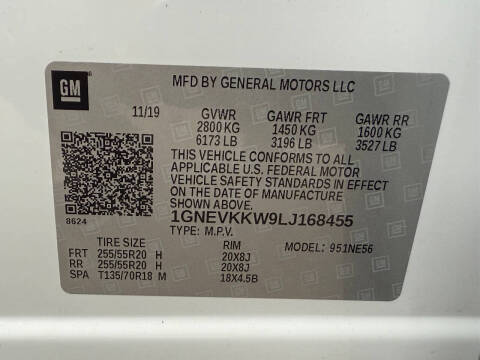 GM
MFD BY GENERAL MOTORS LLC
11/19 GVWR GAWR FRT GAWR RR
2800 KG 1450 KG 1600 KG
6173 LB 3196 LB 3527 LB
THIS VEHICLE CONFORMS TO ALL
APPLICABLE U.S. FEDERAL MOTOR
VEHICLE SAFETY STANDARDS IN EFFECT
ON THE DATE OF MANUFACTURE
SHOWN ABOVE.
8624
1GNEVKKW9LJ168455
TYPE: M.P.V. MODEL: 951NE56
TIRE SIZE RIM
FRT 255/55R20 H 20X8J
RR 255/55R20 H 20X8J
SPA T135/70R18 M 18X4.5B